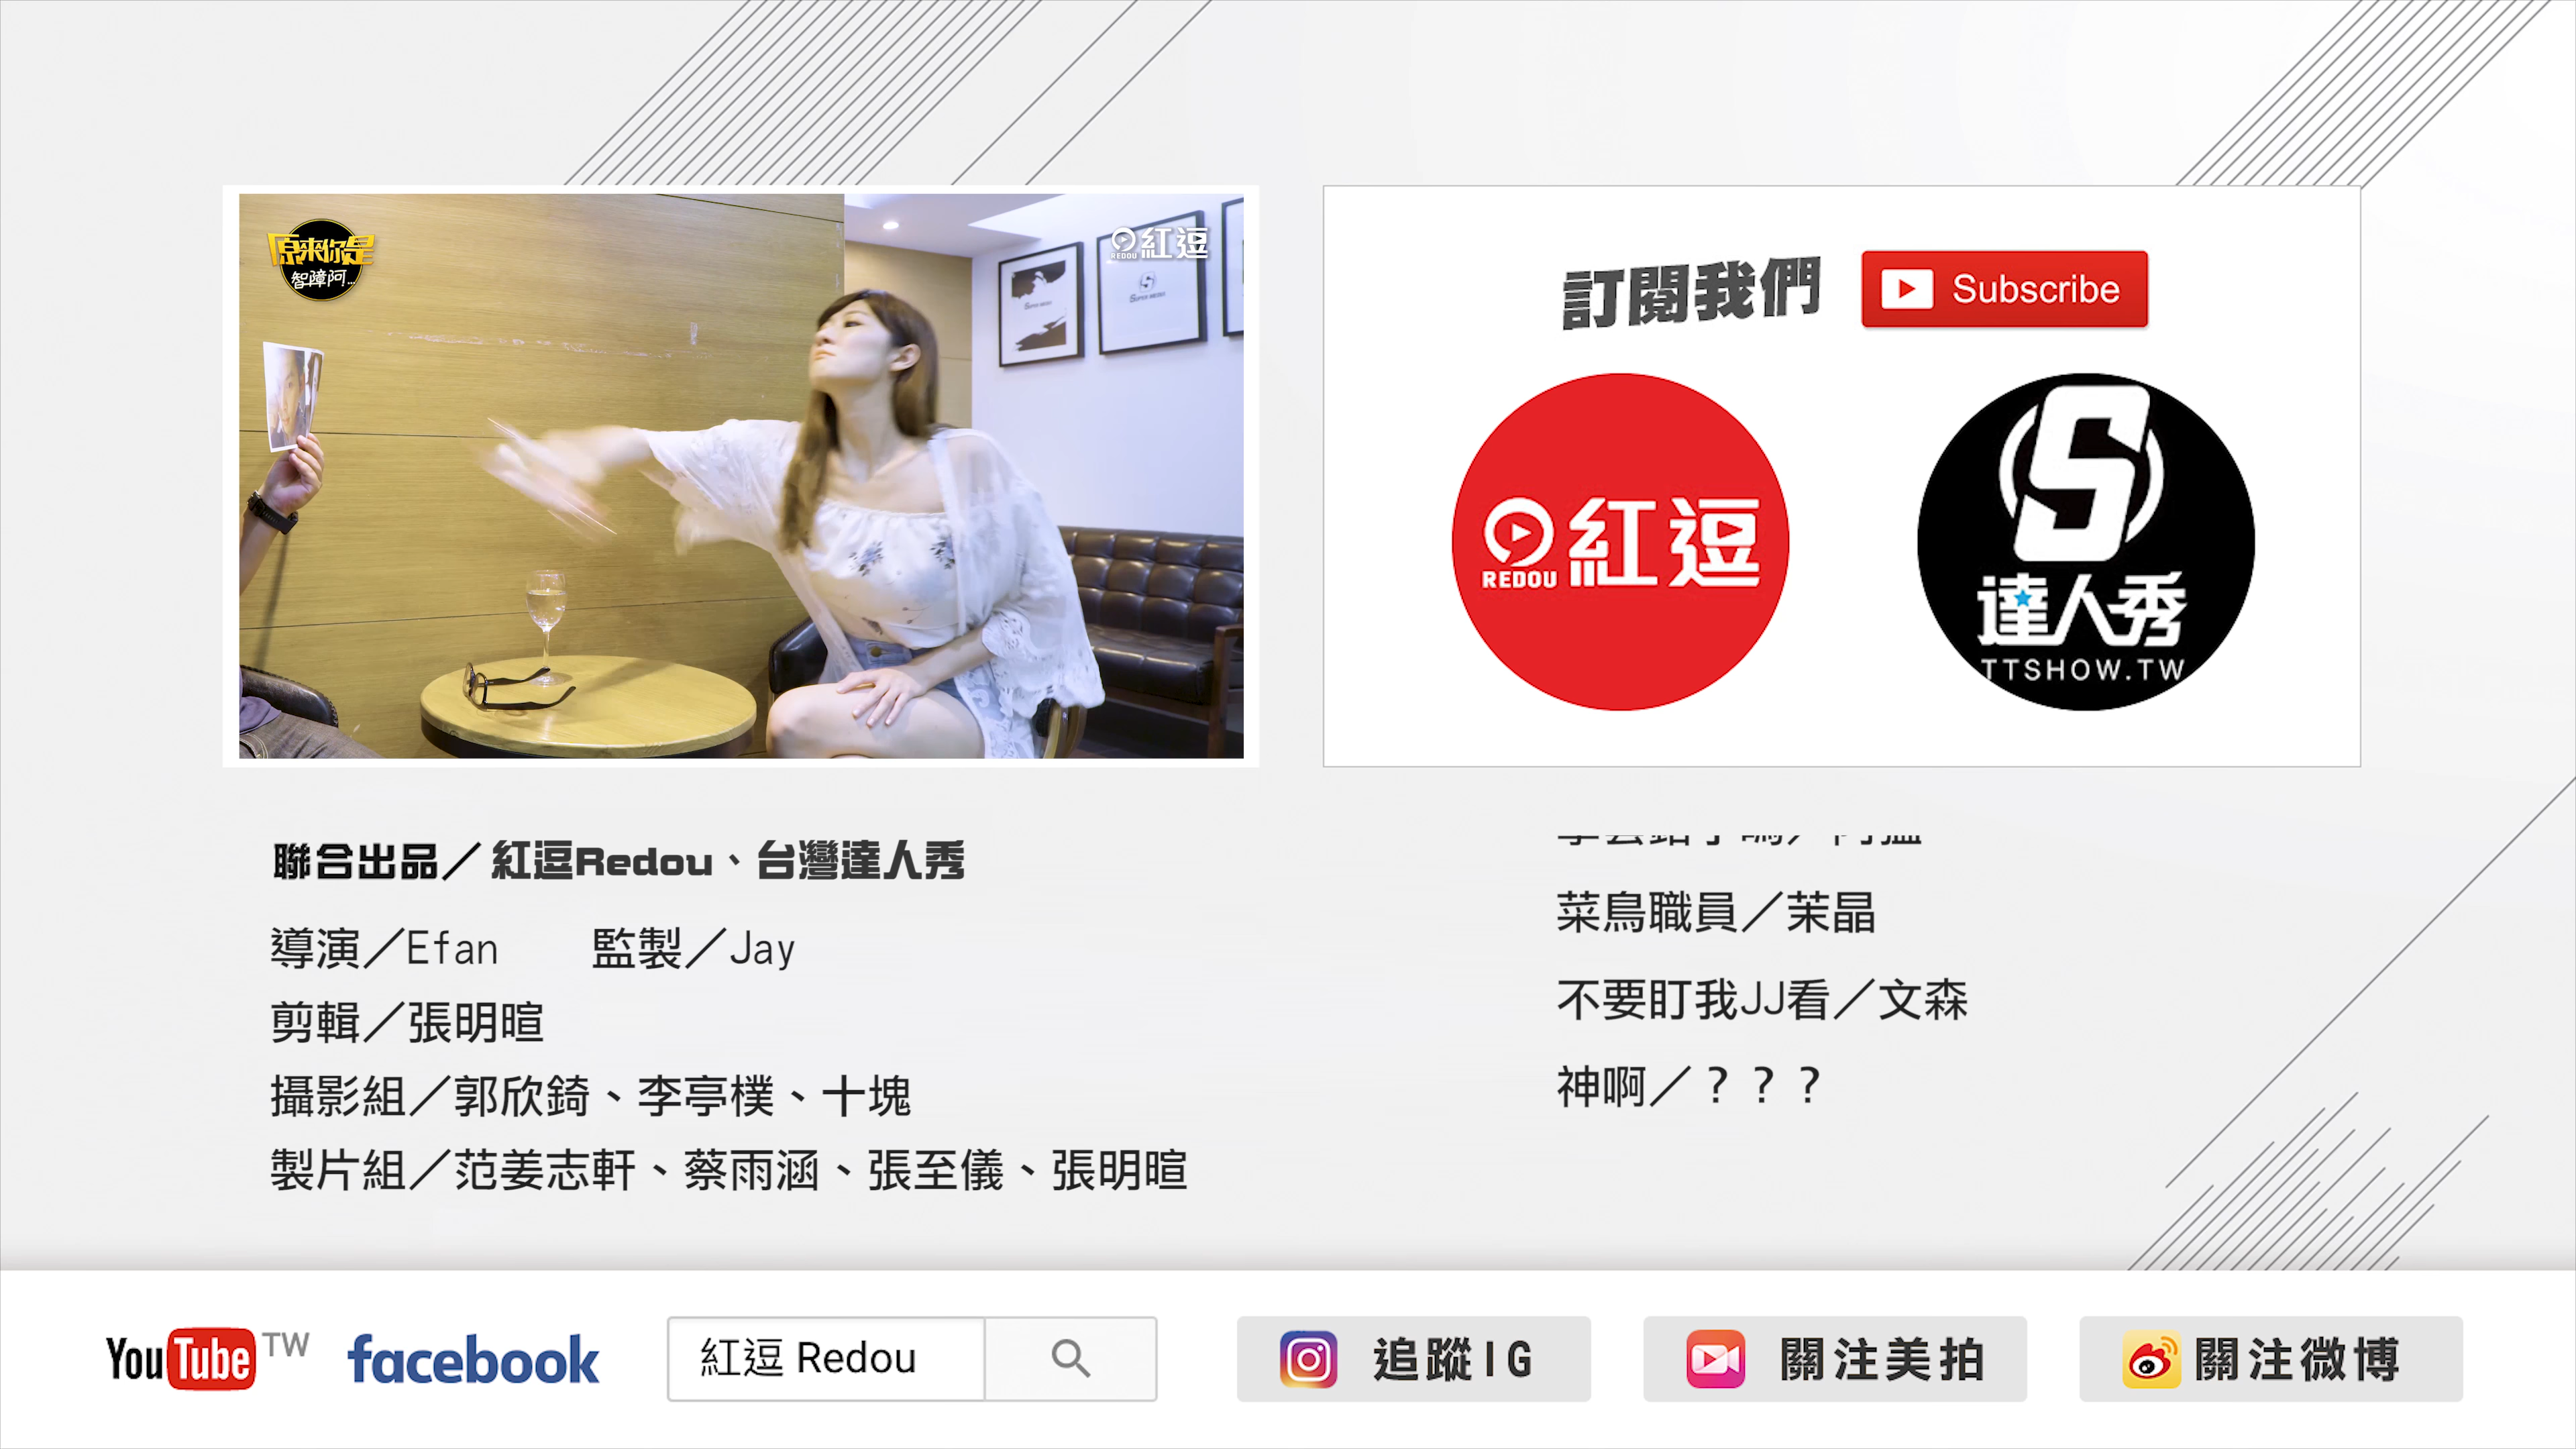 原來你是
智障阿...
REDOU 紅逗
訂閱我們
Subscribe
REDOU 紅逗
S
達人秀
TTSHOW.TW
聯合出品／紅逗Redou、台灣達人秀
導演／Efan 監製／Jay
剪輯／張明暄
攝影組／郭欣錡、李亭樸、十塊
製片組／范姜志軒、蔡雨涵、張至儀、張明暄
菜鳥職員／茉晶
不要盯我JJ看／文森
神啊／？？？
YouTube TW
facebook
紅逗 Redou
追蹤IG
關注美拍
關注微博